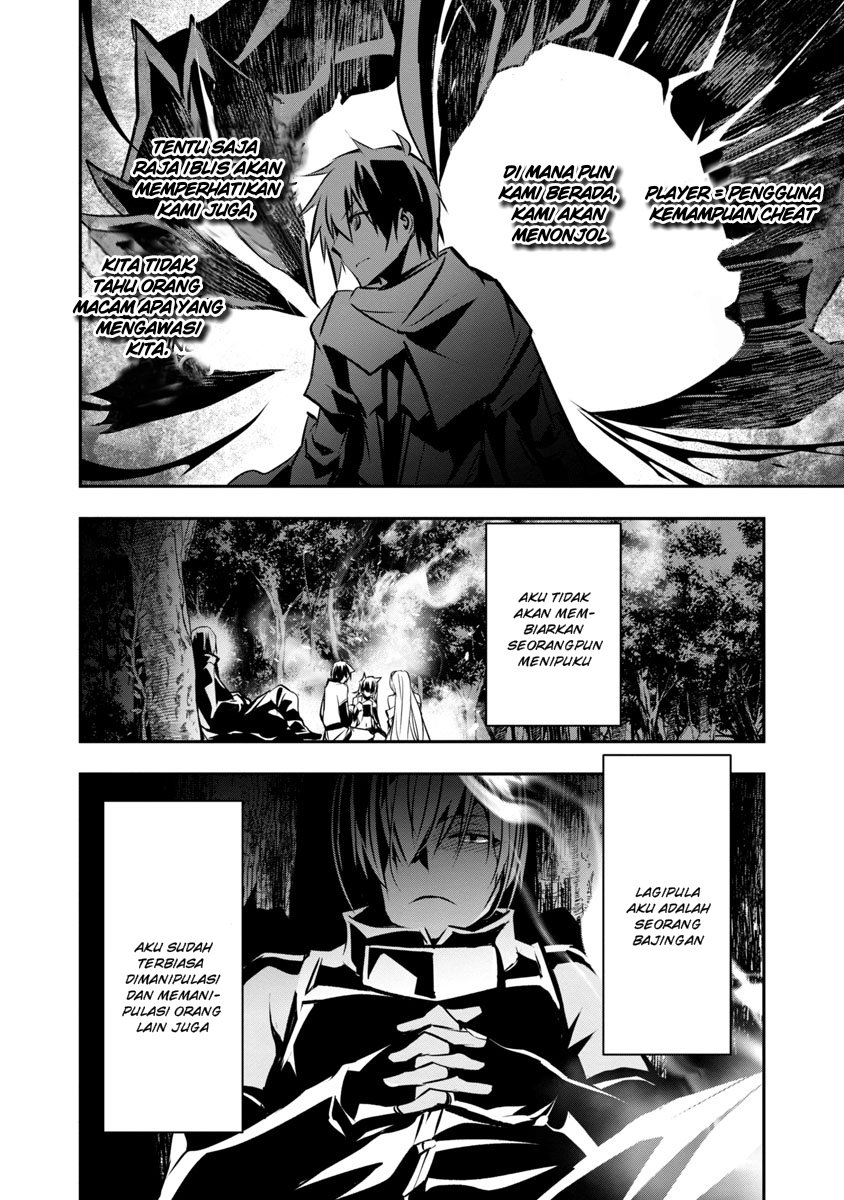 PLAYER = PENGGUNA
KEMAMPUAN CHEAT
DI MANA PUN
KAMI BERADA,
KAMI AKAN
MENONJOL
TENTU SAJA
RAJA IBLIS AKAN
MEMPERHATIKAN
KAMI JUGA,
KITA TIDAK
TAHU ORANG
MACAM APA YANG
MENGAWASI
KITA.
AKU TIDAK
AKAN MEM-
BIARKAN
SEORANGPUN
MENIPUKU
LAGIPULA
AKU ADALAH
SEORANG
BAJINGAN
AKU SUDAH
TERBIASA
DIMANIPULASI
DAN MEMANI-
PULASI ORANG
LAIN JUGA